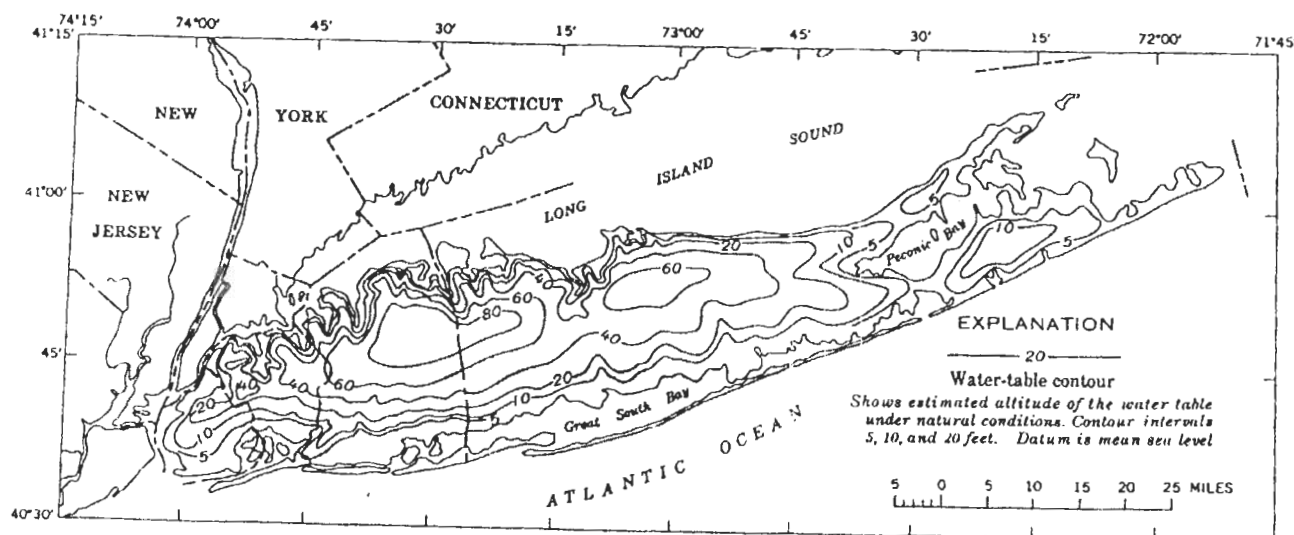 74°15' 74°00' 45' 30' 15' 73°00' 45' 30' 15' 72°00' 71°45
41°15'
NEW YORK CONNECTICUT
LONG ISLAND SOUND
41°00'
NEW
JERSEY
5
10
Peconic Bay
10 5
20
10
5
60
60
80
40
45'
40 40 60
20
10
20
10
5
5
Great South Bay
ATLANTIC OCEAN
40°30'
EXPLANATION
20
Water-table contour
Shows estimated altitude of the water table
under natural conditions. Contour intervals
5, 10, and 20 feet. Datum is mean sea level
5 0 5 10 15 20 25 MILES